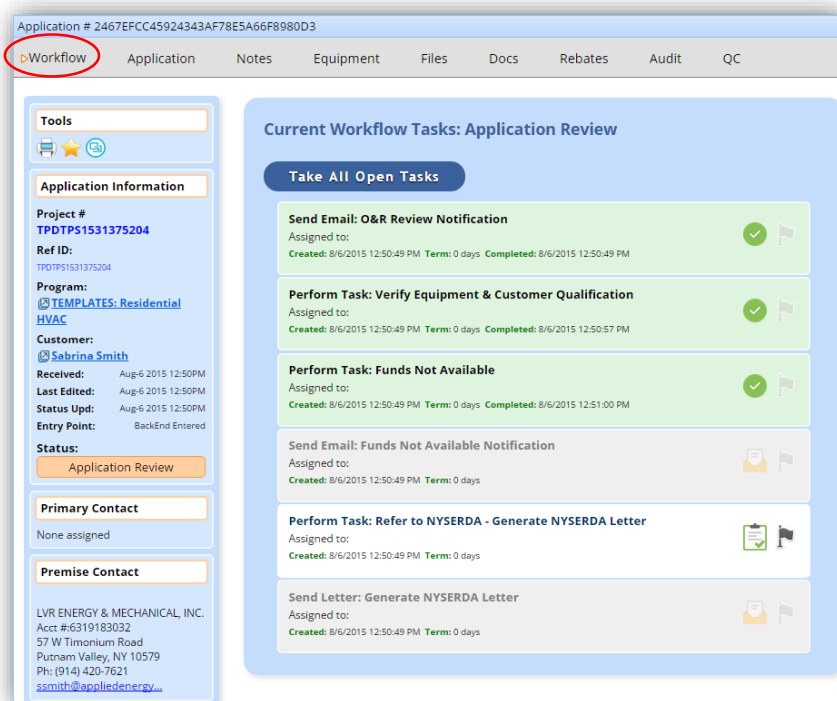 Application # 2467EFCC45924343AF78E5A66F8980D3
Workflow Application Notes Equipment Files Docs Rebates Audit QC
Tools
Application Information
Project #
TPDTPS1531375204
Ref ID:
TPDTPS1531375204
Program:
TEMPLATES: Residential
HVAC
Customer:
Sabrina Smith
Received: Aug-6 2015 12:50PM
Last Edited: Aug-6 2015 12:50PM
Status Upd: Aug-6 2015 12:50PM
Entry Point: BackEnd Entered
Status:
Application Review
Primary Contact
None assigned
Premise Contact
LVR ENERGY & MECHANICAL, INC.
Acct #:6319183032
57 W Timonium Road
Putnam Valley, NY 10579
Ph: (914) 420-7621
ssmith@appliedenergy...
Current Workflow Tasks: Application Review
Take All Open Tasks
Send Email: O&R Review Notification
Assigned to:
Created: 8/6/2015 12:50:49 PM Term: 0 days Completed: 8/6/2015 12:50:49 PM
Perform Task: Verify Equipment & Customer Qualification
Assigned to:
Created: 8/6/2015 12:50:49 PM Term: 0 days Completed: 8/6/2015 12:50:57 PM
Perform Task: Funds Not Available
Assigned to:
Created: 8/6/2015 12:50:49 PM Term: 0 days Completed: 8/6/2015 12:51:00 PM
Send Email: Funds Not Available Notification
Assigned to:
Created: 8/6/2015 12:50:49 PM Term: 0 days
Perform Task: Refer to NYSERDA - Generate NYSERDA Letter
Assigned to:
Created: 8/6/2015 12:50:49 PM Term: 0 days
Send Letter: Generate NYSERDA Letter
Assigned to:
Created: 8/6/2015 12:50:49 PM Term: 0 days